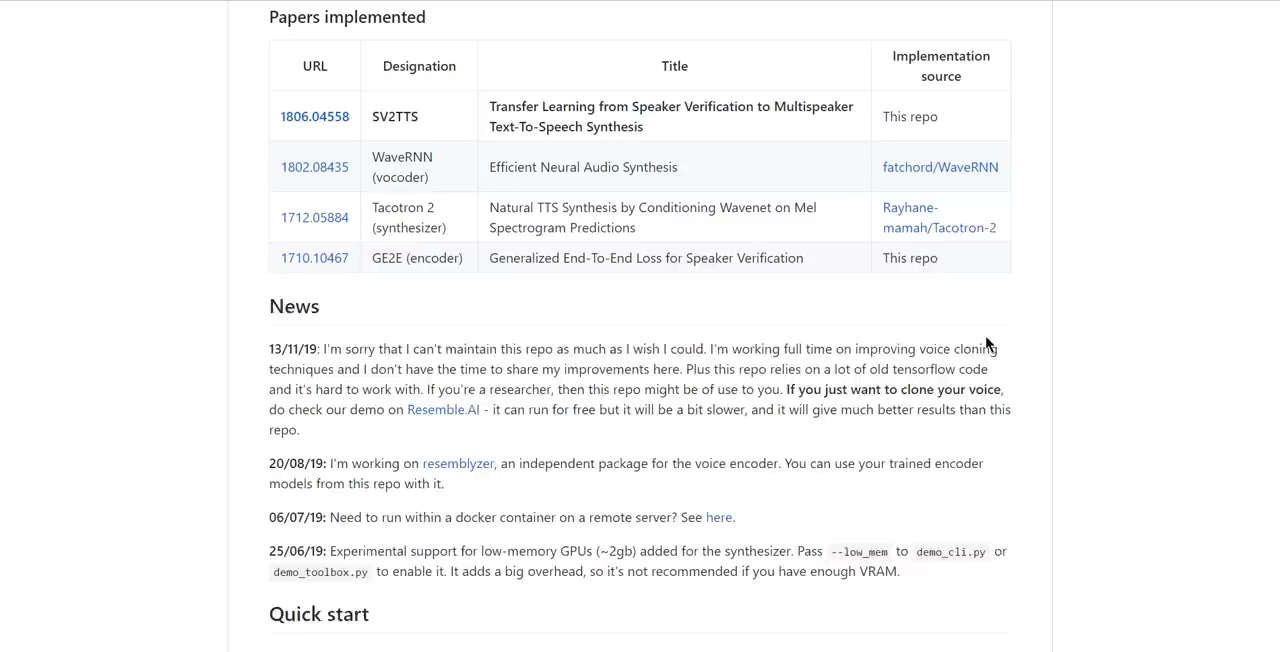 Papers implemented
URL Designation Title Implementation source
1806.04558 SV2TTS Transfer Learning from Speaker Verification to Multispeaker Text-To-Speech Synthesis This repo
1802.08435 WaveRNN (vocoder) Efficient Neural Audio Synthesis fatchord/WaveRNN
1712.05884 Tacotron 2 (synthesizer) Natural TTS Synthesis by Conditioning Wavenet on Mel Spectrogram Predictions Rayhane-mamah/Tacotron-2
1710.10467 GE2E (encoder) Generalized End-To-End Loss for Speaker Verification This repo
News
13/11/19: I'm sorry that I can't maintain this repo as much as I wish I could. I'm working full time on improving voice cloning
techniques and I don't have the time to share my improvements here. Plus this repo relies on a lot of old tensorflow code
and it's hard to work with. If you're a researcher, then this repo might be of use to you. If you just want to clone your voice,
do check our demo on Resemble.AI - it can run for free but it will be a bit slower, and it will give much better results than this
repo.
20/08/19: I'm working on resemblyzer, an independent package for the voice encoder. You can use your trained encoder
models from this repo with it.
06/07/19: Need to run within a docker container on a remote server? See here.
25/06/19: Experimental support for low-memory GPUs (~2gb) added for the synthesizer. Pass --low_mem to demo_cli.py or
demo_toolbox.py to enable it. It adds a big overhead, so it's not recommended if you have enough VRAM.
Quick start